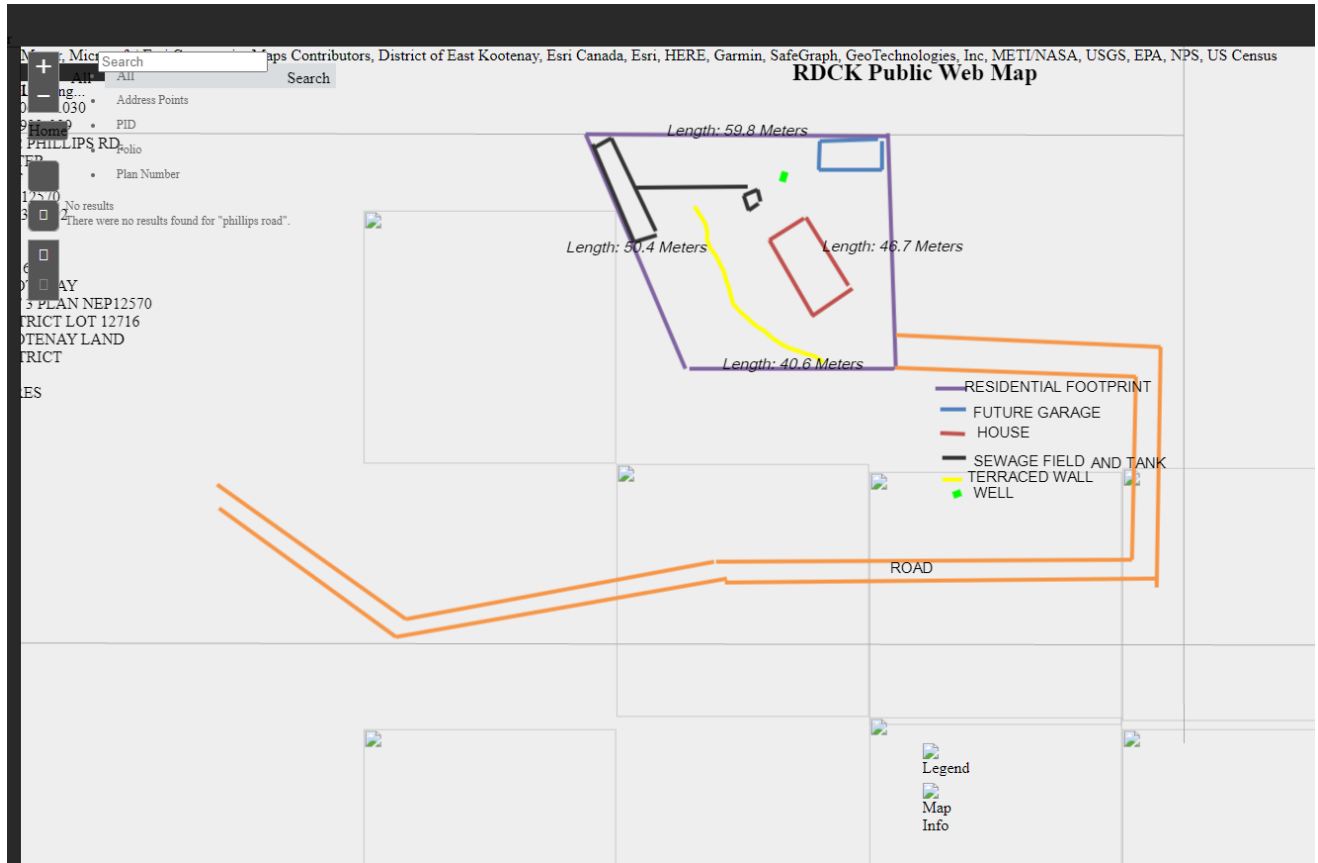 Maps Contributors, District of East Kootenay, Esri Canada, Esri, HERE, Garmin, SafeGraph, GeoTechnologies, Inc, METI/NASA, USGS, EPA, NPS, US Census
Search
RDCK Public Web Map
All
All
Search
030
Address Points
Home
PID
PHILLIPS RD
Folio
Plan Number
12570
No results
There were no results found for "phillips road".
3 PLAN NEP12570
LOT 12716
LAND
Length: 59.8 Meters
Length: 50.4 Meters
Length: 46.7 Meters
Length: 40.6 Meters
RESIDENTIAL FOOTPRINT
FUTURE GARAGE
HOUSE
SEWAGE FIELD AND TANK
TERRACED WALL
WELL
ROAD
Legend
Map
Info